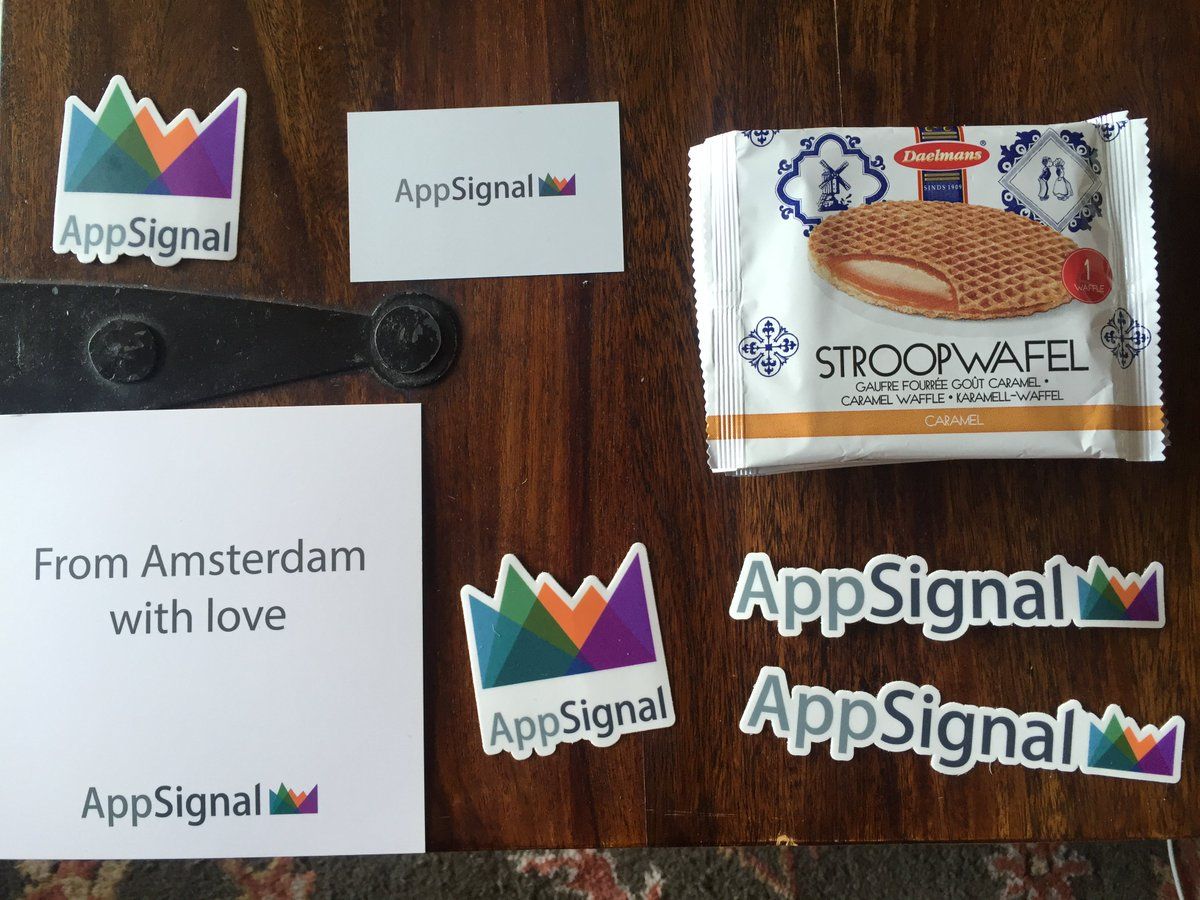 AppSignal
AppSignal
Daelmans
SINDS 1909
1
WAFFLE
STROOPWAFEL
GAUFRE FOURRÉE GOÛT CARAMEL •
CARAMEL WAFFLE • KARAMELL-WAFFEL
CARAMEL
From Amsterdam
with love
AppSignal
AppSignal
AppSignal
AppSignal